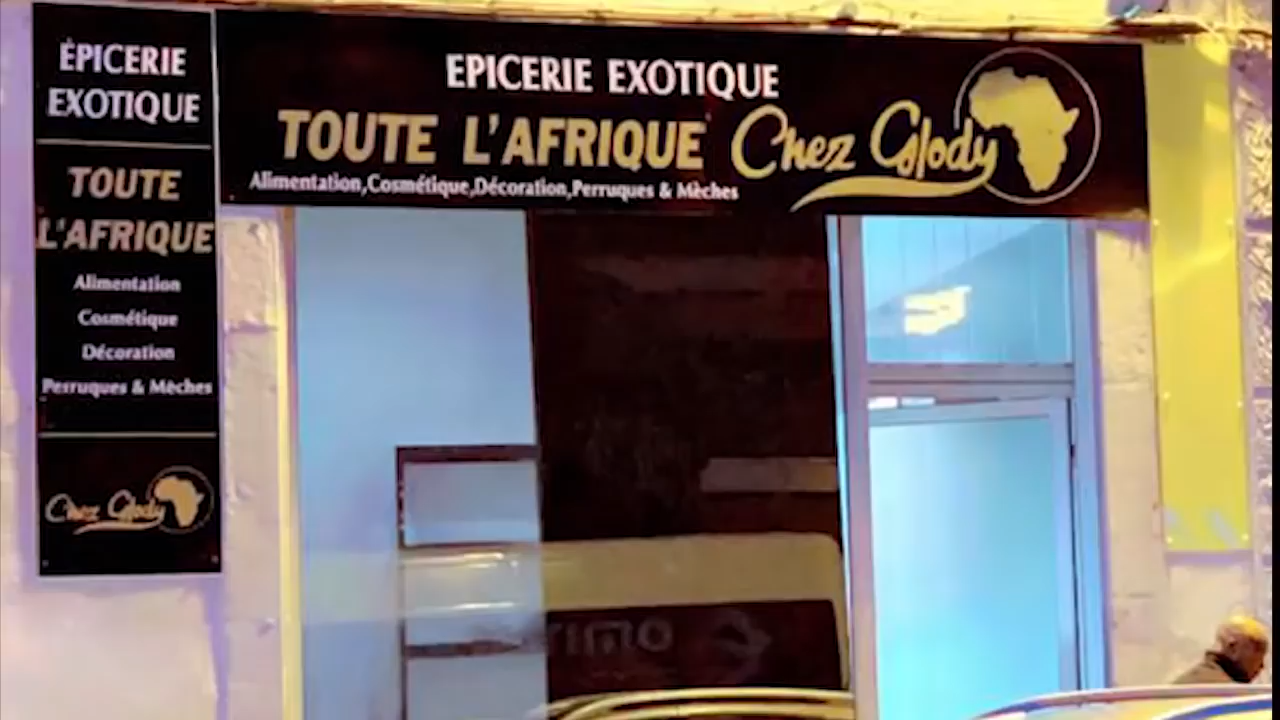 ÉPICERIE
EXOTIQUE
TOUTE
L'AFRIQUE
Alimentation
Cosmétique
Décoration
Perruques & Mèches
Chez Glody
EPICERIE EXOTIQUE
TOUTE L'AFRIQUE Chez Glody
Alimentation,Cosmétique,Décoration,Perruques & Mèches